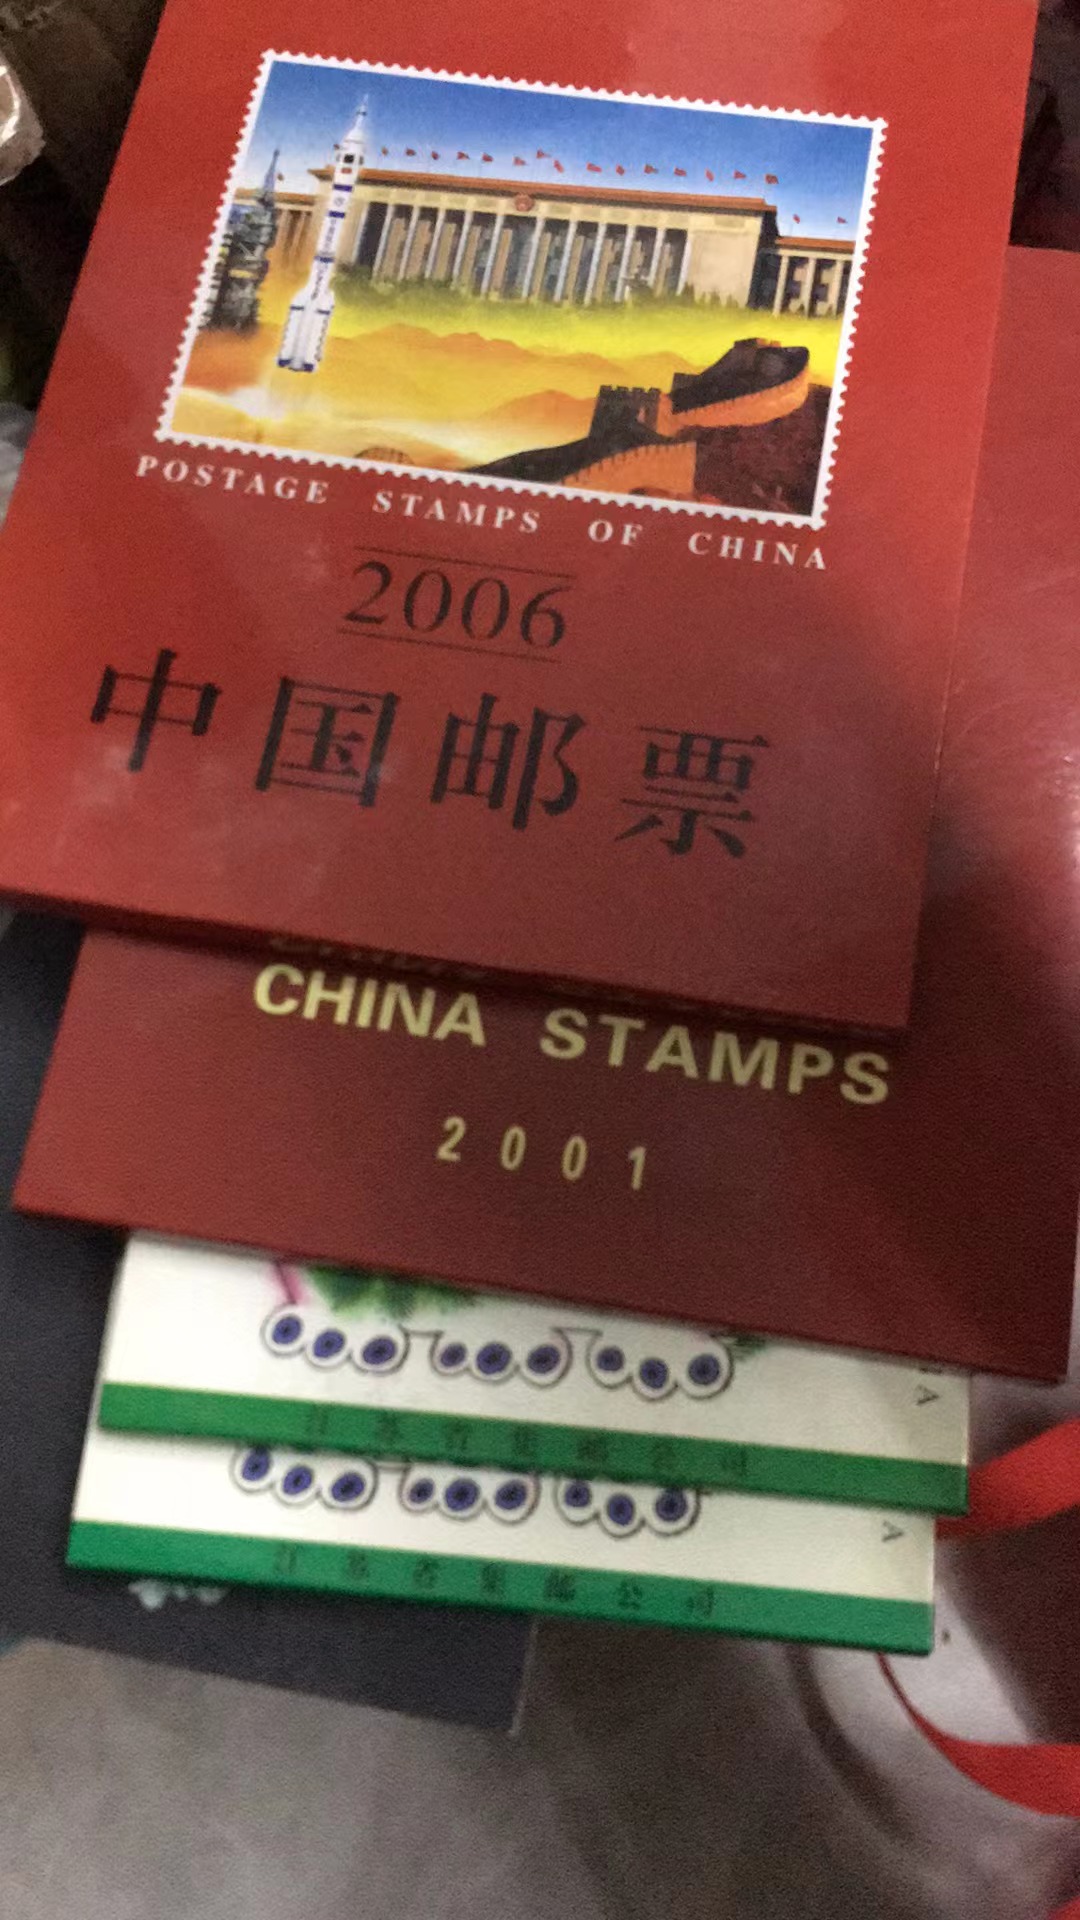 POSTAGE STAMPS OF CHINA
2006
中国邮票
CHINA STAMPS
2001
江苏省集邮公司
江苏省集邮公司